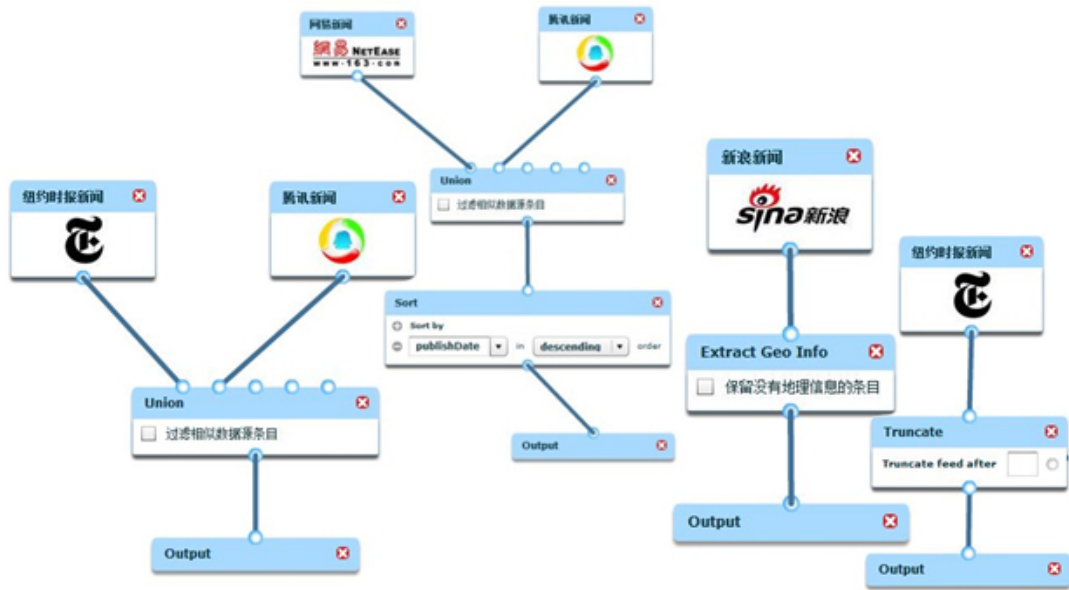 纽约时报新闻
腾讯新闻
Union
过滤相似数据源条目
Output
网易新闻
網易 NETEASE
www.163.com
腾讯新闻
Union
过滤相似数据源条目
Sort
Sort by
publishDate in descending order
Output
新浪新闻
sina新浪
Extract Geo Info
保留没有地理信息的条目
Output
纽约时报新闻
Truncate
Truncate feed after
Output